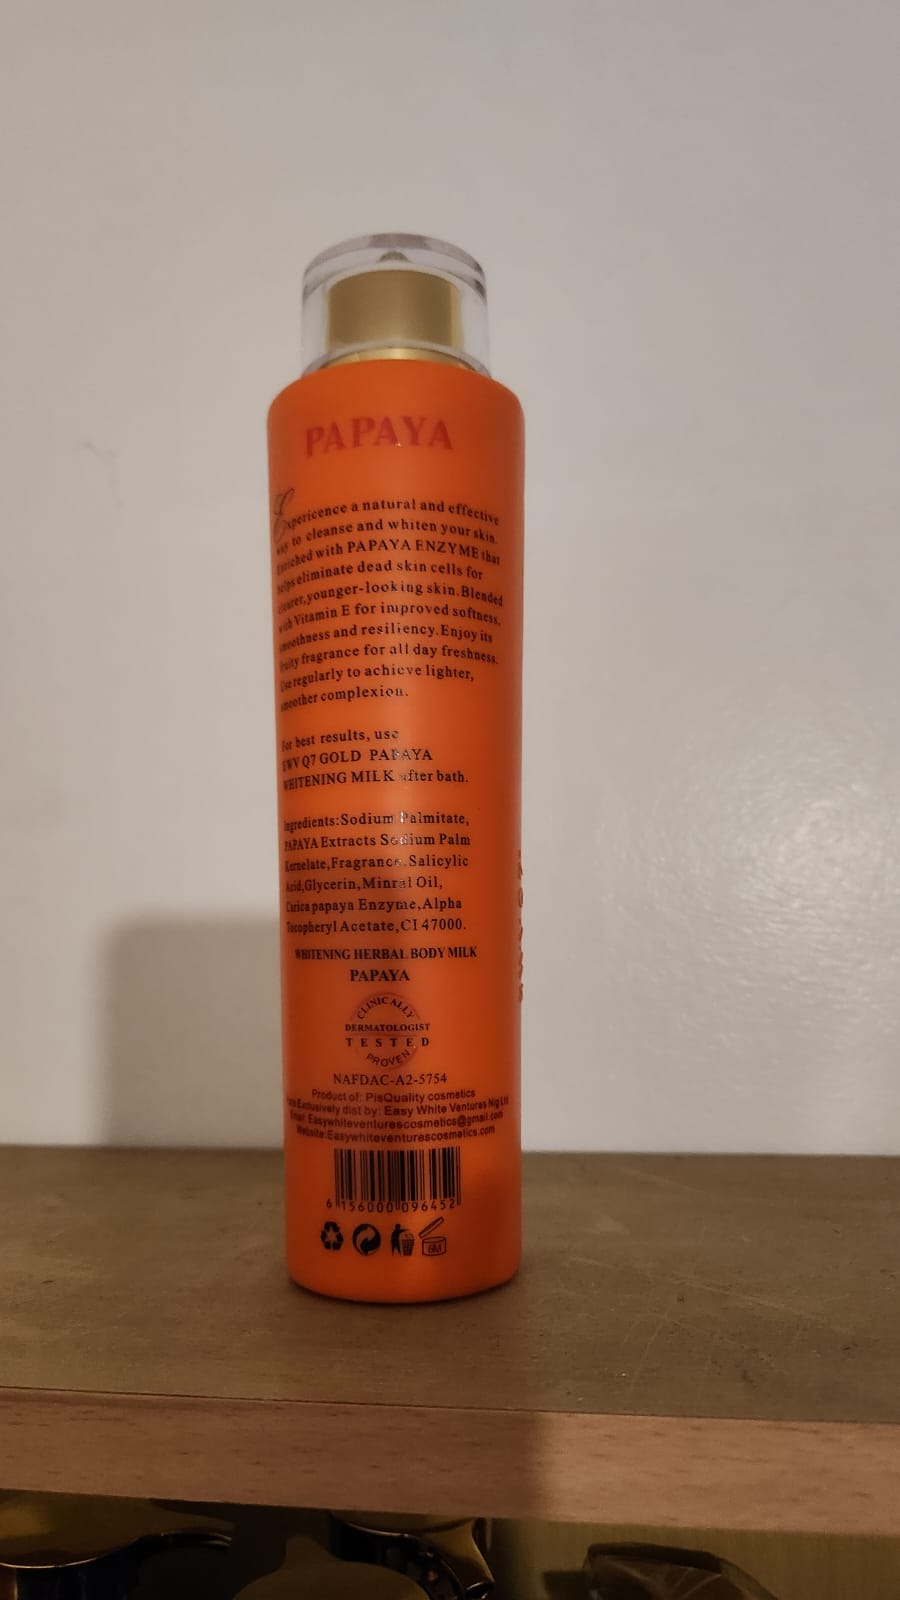 PAPAYA
Expericence a natural and effective
way to cleanse and whiten your skin.
Enriched with PAPAYA ENZYME that
helps eliminate dead skin cells for
clearer,younger-looking skin.Blended
with Vitamin E for improved softness,
smoothness and resiliency.Enjoy its
fruity fragrance for all day freshness.
Use regularly to achieve lighter,
smoother complexion.
For best results, use
EWV Q7 GOLD PAPAYA
WHITENING MILK after bath.
Ingredients:Sodium Palmitate,
PAPAYA Extracts Sodium Palm
Kernelate,Fragrance.Salicylic
Acid,Glycerin,Minral Oil,
Carica papaya Enzyme,Alpha
Tocopheryl Acetate,CI 47000.
WHITENING HERBAL BODY MILK
PAPAYA
CLINICALLY
DERMATOLOGIST
TESTED
PROVEN
NAFDAC-A2-5754
Product of: PisQuality cosmetics
Exclusively dist by: Easy White Ventures Nig Ltd
Email:Easywhiteventurescosmetics@gmail.com
Website:Easywhiteventurescosmetics.com
6 156000 096452
6M